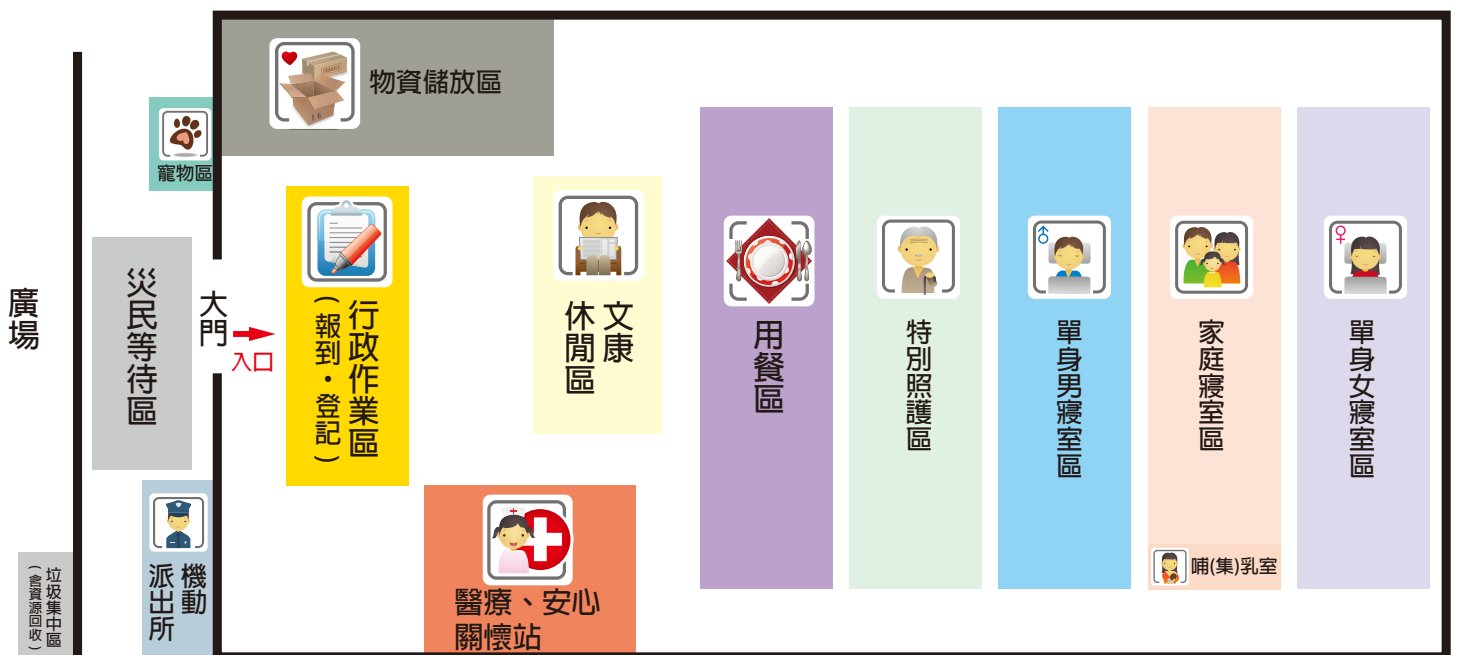 物資儲放區
寵物區
廣場
災民等待區
大門
入口
行政作業區
(報到・登記)
文康
休閒區
用餐區
特別照護區
單身男寢室區
家庭寢室區
單身女寢室區
哺(集)乳室
機動
派出所
醫療、安心
關懷站
垃圾集中區
(含資源回收)